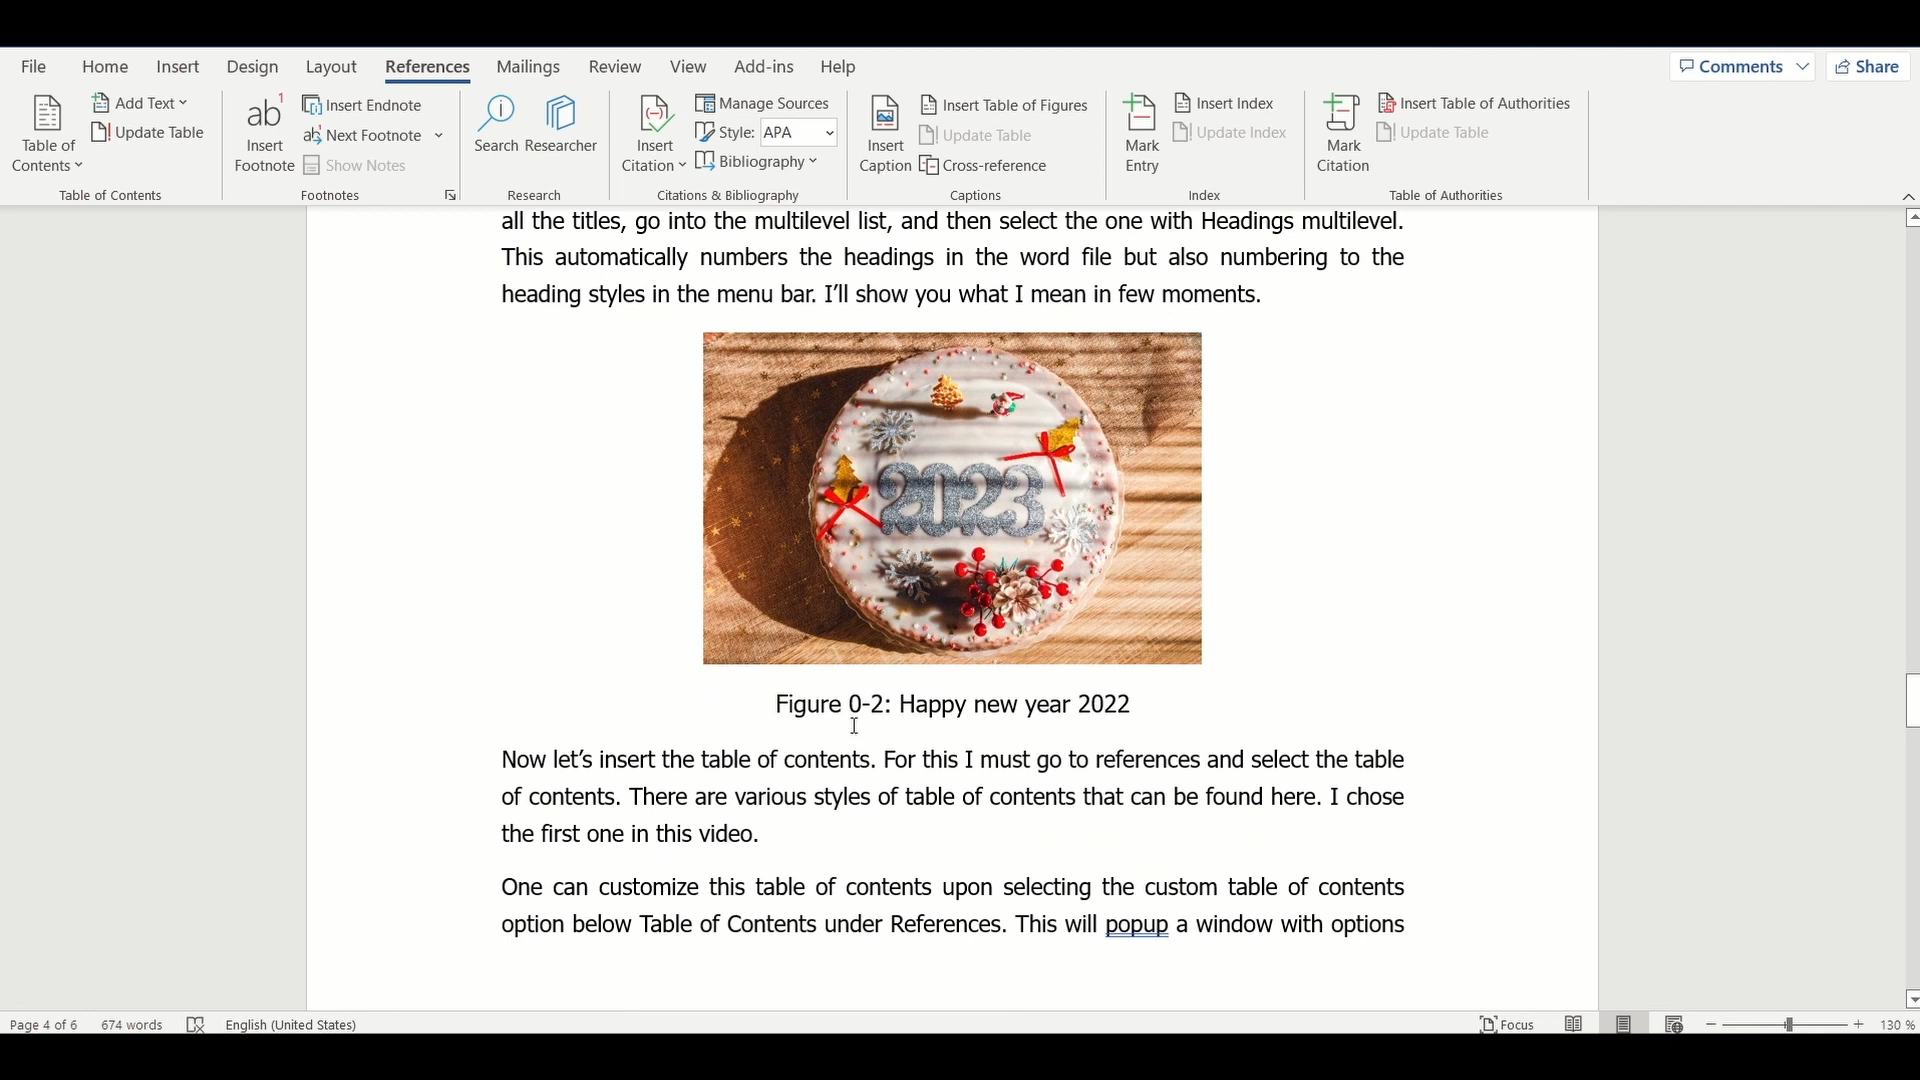 File Home Insert Design Layout References Mailings Review View Add-ins Help Comments Share
Table of Contents
Add Text
Update Table
Table of Contents
ab 1
Insert Footnote
Insert Endnote
ab Next Footnote
Show Notes
Footnotes
Search
Researcher
Research
Insert Citation
Manage Sources
Style: APA
Bibliography
Citations & Bibliography
Insert Caption
Insert Table of Figures
Update Table
Cross-reference
Captions
Mark Entry
Insert Index
Update Index
Index
Mark Citation
Insert Table of Authorities
Update Table
Table of Authorities
all the titles, go into the multilevel list, and then select the one with Headings multilevel.
This automatically numbers the headings in the word file but also numbering to the
heading styles in the menu bar. I’ll show you what I mean in few moments.
2023
Figure 0-2: Happy new year 2022
Now let’s insert the table of contents. For this I must go to references and select the table
of contents. There are various styles of table of contents that can be found here. I chose
the first one in this video.
One can customize this table of contents upon selecting the custom table of contents
option below Table of Contents under References. This will popup a window with options
Page 4 of 6 674 words English (United States) Focus 130 %